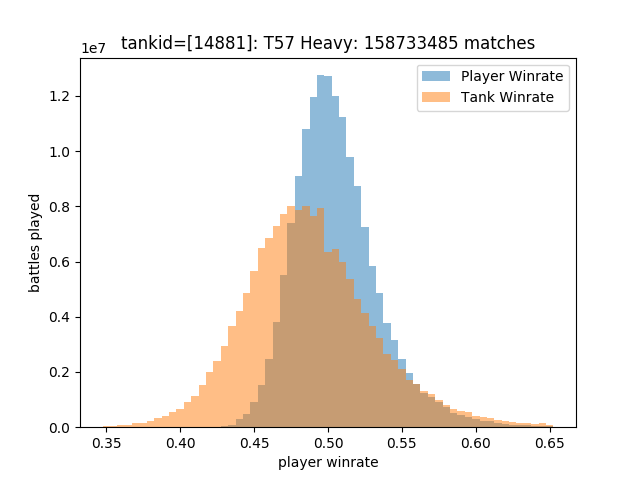 tankid=[14881]: T57 Heavy: 158733485 matches
1e7
Player Winrate
Tank Winrate
1.2
1.0
0.8
0.6
0.4
0.2
0.0
battles played
0.35 0.40 0.45 0.50 0.55 0.60 0.65
player winrate